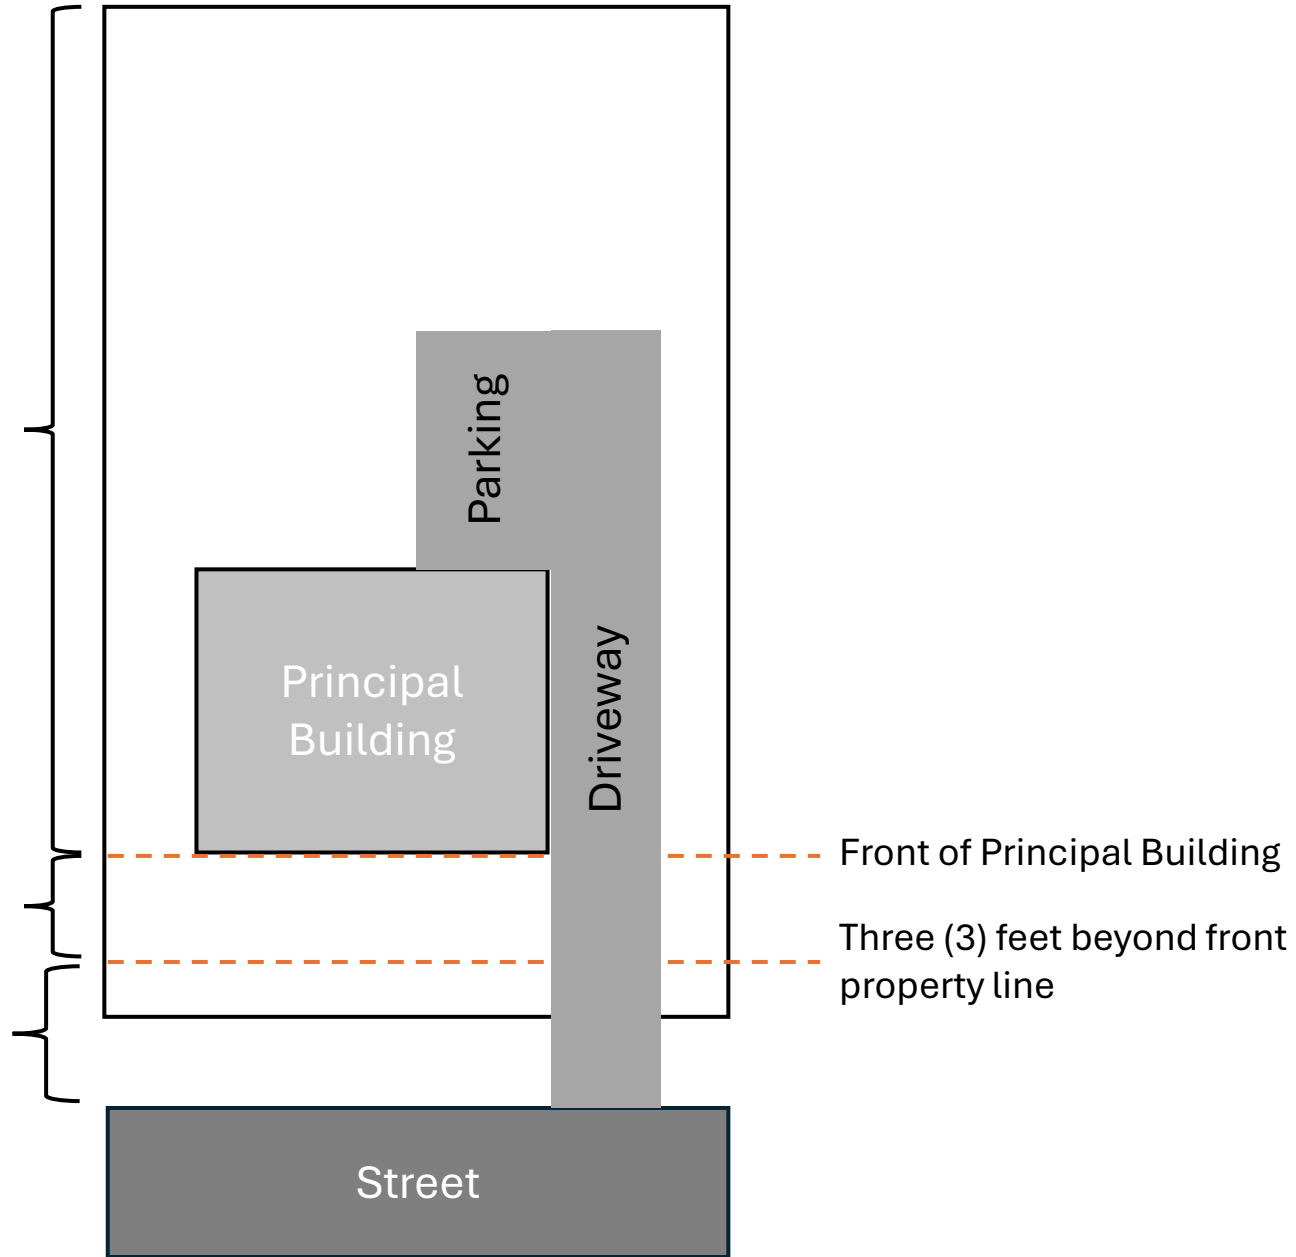 Parking
Principal
Building
Driveway
Front of Principal Building
Three (3) feet beyond front
property line
Street